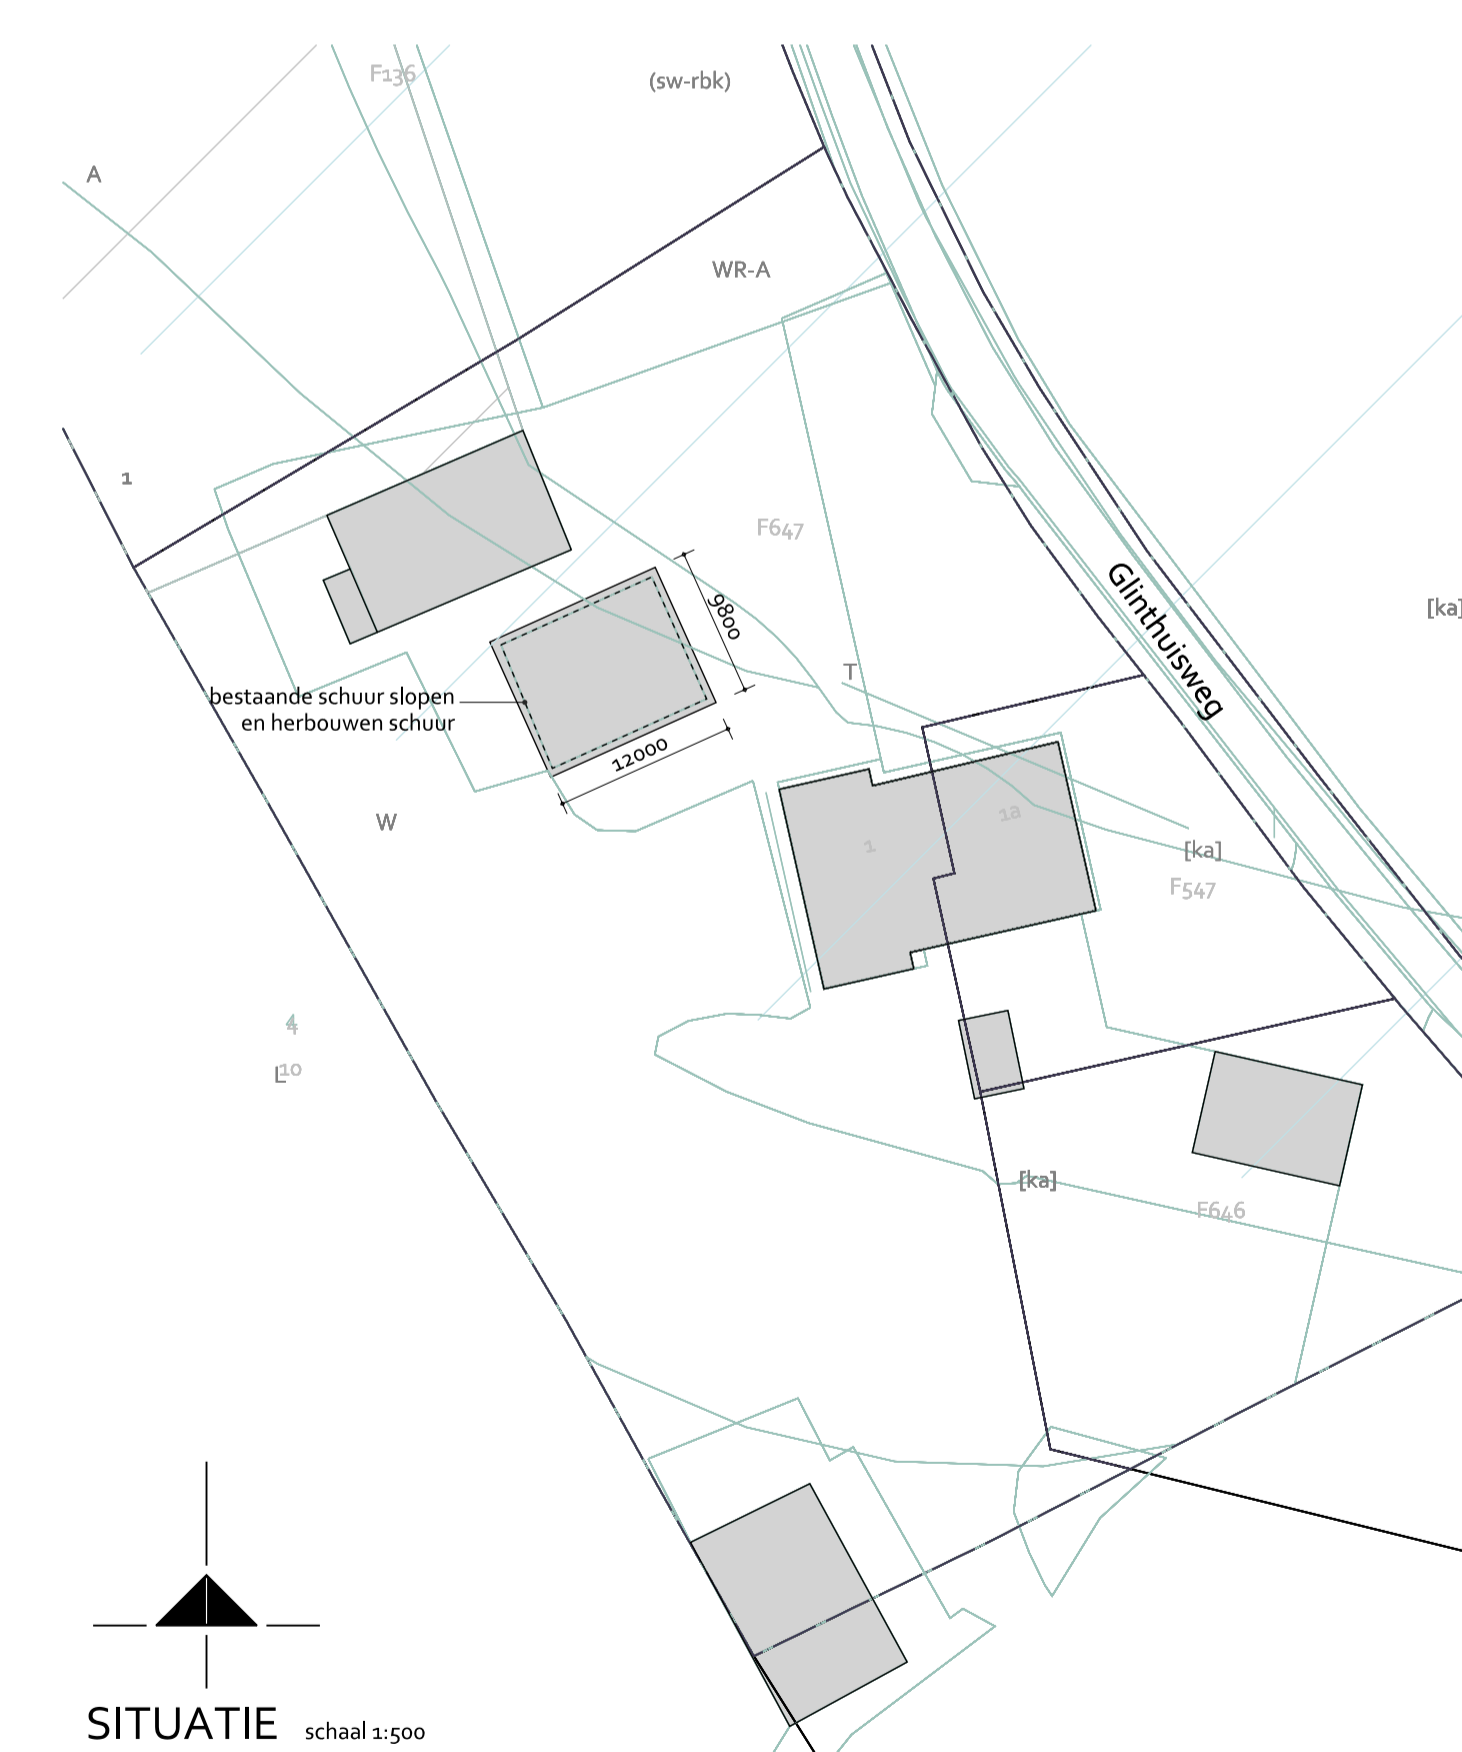 F136
(sw-rbk)
A
WR-A
1
F647
Glinthuisweg
[ka]
9800
T
bestaande schuur slopen
en herbouwen schuur
12000
W
1a
1
[ka]
F547
4
L
10
[ka]
F646
SITUATIE schaal 1:500